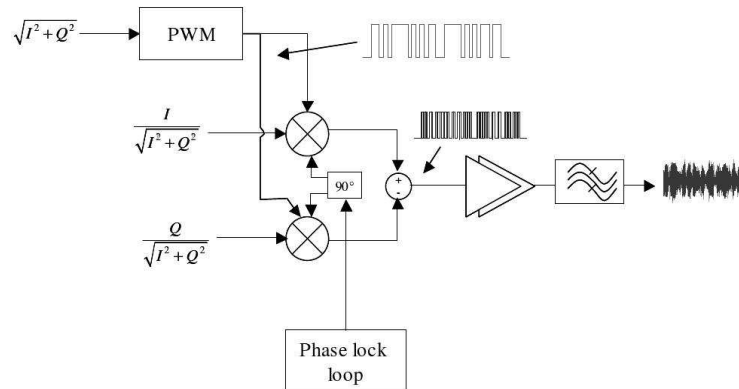 √(I² + Q²)
PWM
I / √(I² + Q²)
90°
+
-
Q / √(I² + Q²)
Phase lock
loop